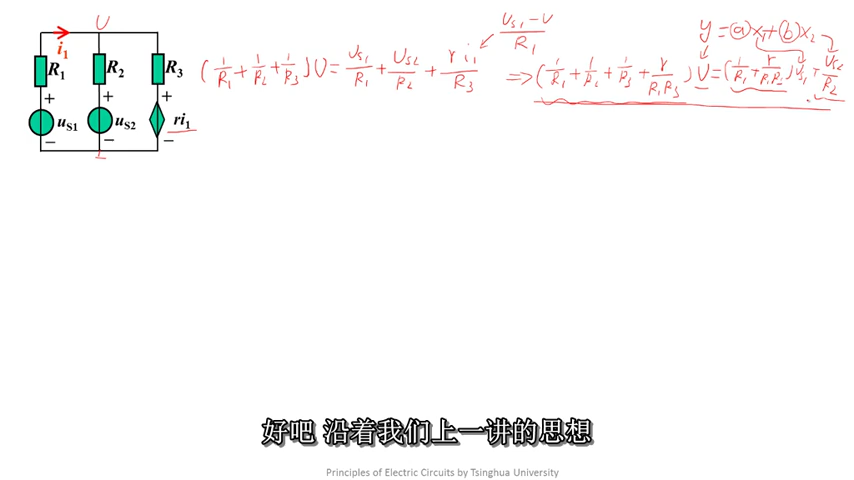 U
i₁
R₁
R₂
R₃
+
+
+
uS1
uS2
ri₁
−
−
−
(1/R₁ + 1/R₂ + 1/R₃) U = US1/R₁ + US2/R₂ + r i₁/R₃
US1 − U / R₁
y = a x₁ + b x₂
⇒ (1/R₁ + 1/R₂ + 1/R₃ + r/R₁R₃) U = (1/R₁ + r/R₁R₂) US1 + US2/R₂
好吧 沿着我们上一讲的思想
Principles of Electric Circuits by Tsinghua University